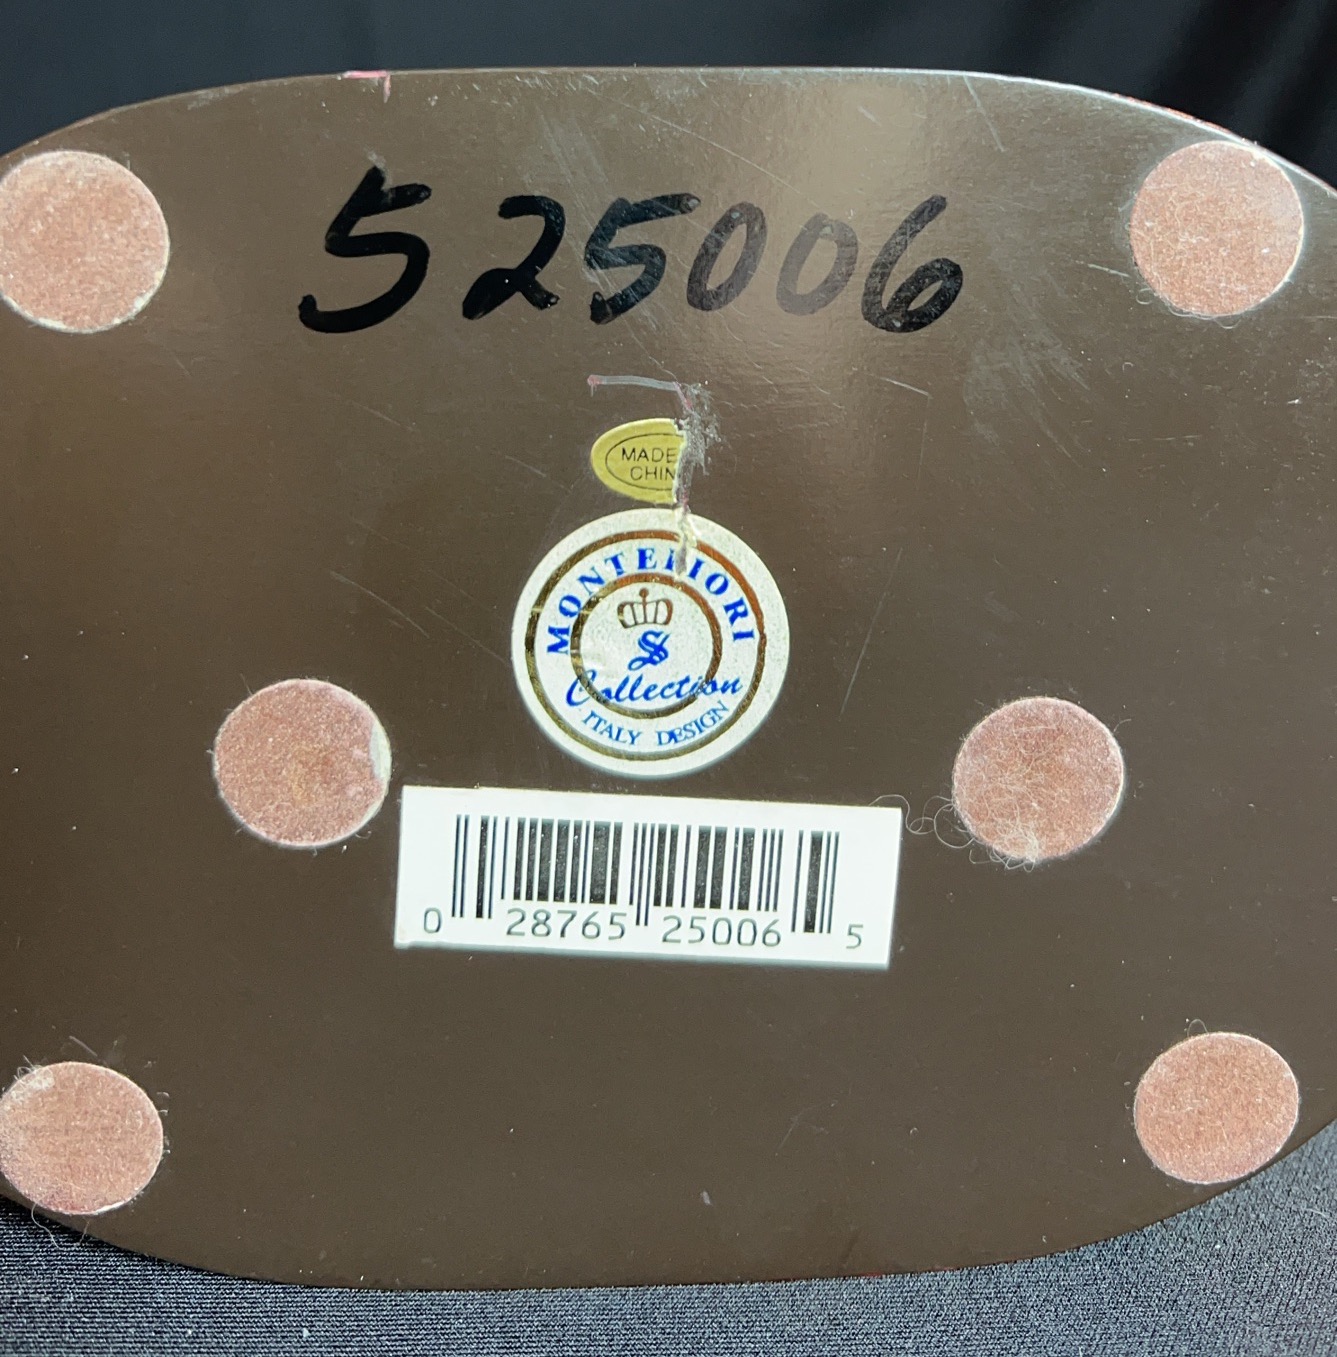 525006
MADE
CHIN
MONTEFIORI
S
Collection
ITALY DESIGN
0 28765 25006 5